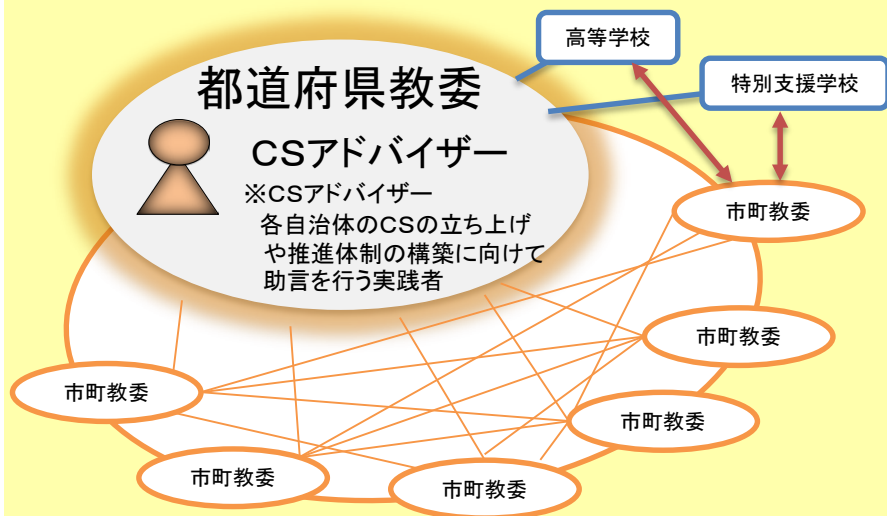 高等学校
特別支援学校
都道府県教委
CSアドバイザー
※CSアドバイザー
各自治体のCSの立ち上げ
や推進体制の構築に向けて
助言を行う実践者
市町教委
市町教委
市町教委
市町教委
市町教委
市町教委